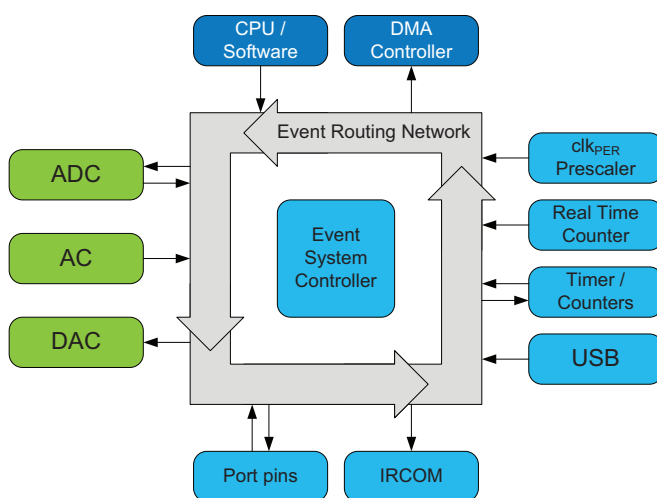 CPU /
Software
DMA
Controller
Event Routing Network
ADC
AC
DAC
Event
System
Controller
clkPER
Prescaler
Real Time
Counter
Timer /
Counters
USB
Port pins
IRCOM